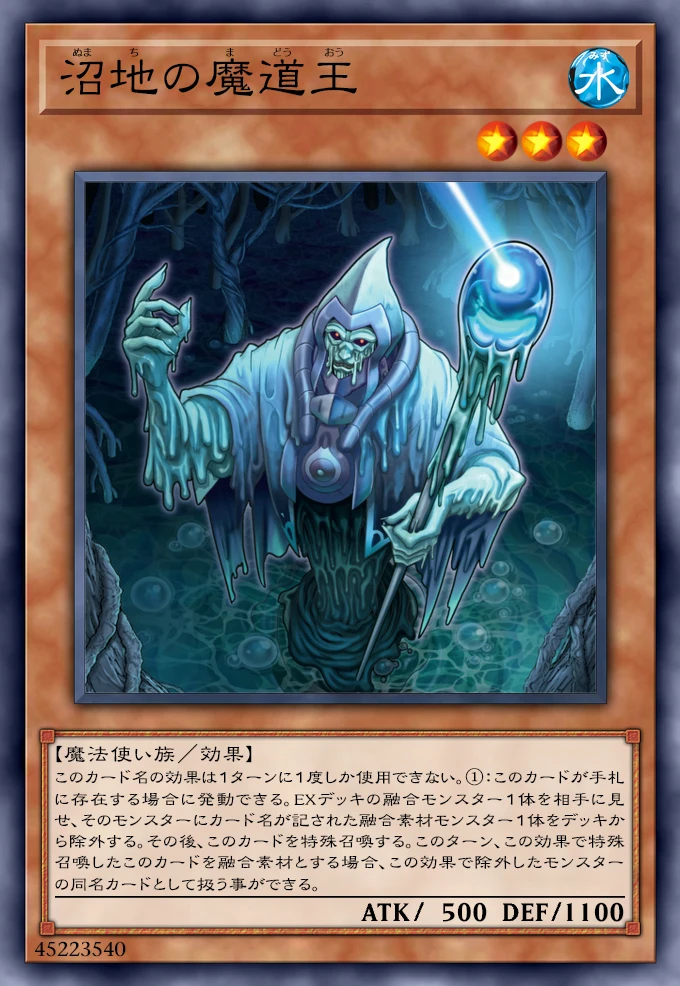 ぬま ち ま どう おう
沼地の魔道王
みず
水
【魔法使い族／効果】
このカード名の効果は1ターンに1度しか使用できない。①：このカードが手札
に存在する場合に発動できる。EXデッキの融合モンスター1体を相手に見
せ、そのモンスターにカード名が記された融合素材モンスター1体をデッキか
ら除外する。その後、このカードを特殊召喚する。このターン、この効果で特殊
召喚したこのカードを融合素材とする場合、この効果で除外したモンスター
の同名カードとして扱う事ができる。
ATK/ 500 DEF/1100
45223540